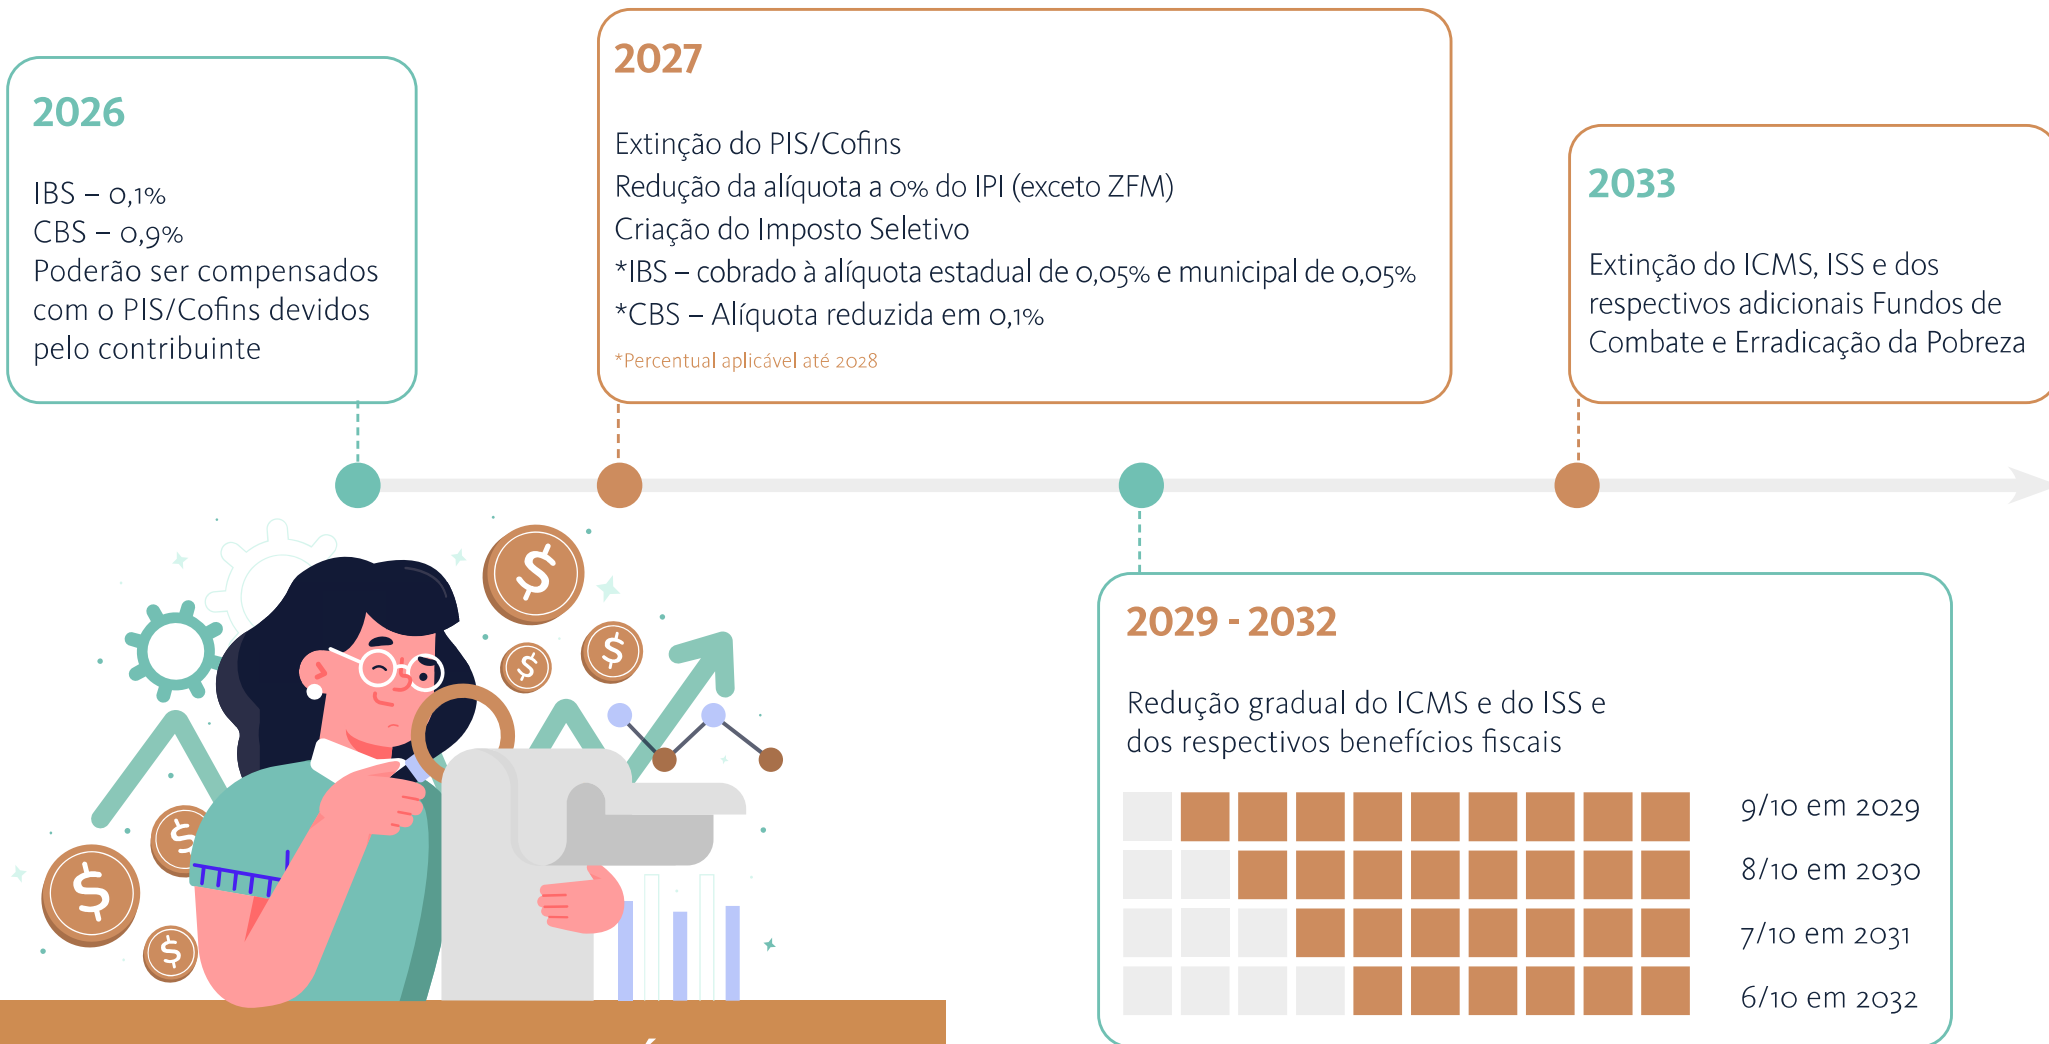 2026
IBS – 0,1%
CBS – 0,9%
Poderão ser compensados
com o PIS/Cofins devidos
pelo contribuinte
2027
Extinção do PIS/Cofins
Redução da alíquota a 0% do IPI (exceto ZFM)
Criação do Imposto Seletivo
*IBS – cobrado à alíquota estadual de 0,05% e municipal de 0,05%
*CBS – Alíquota reduzida em 0,1%
*Percentual aplicável até 2028
2033
Extinção do ICMS, ISS e dos
respectivos adicionais Fundos de
Combate e Erradicação da Pobreza
2029 - 2032
Redução gradual do ICMS e do ISS e
dos respectivos benefícios fiscais
9/10 em 2029
8/10 em 2030
7/10 em 2031
6/10 em 2032
$
$
$
$
$
$